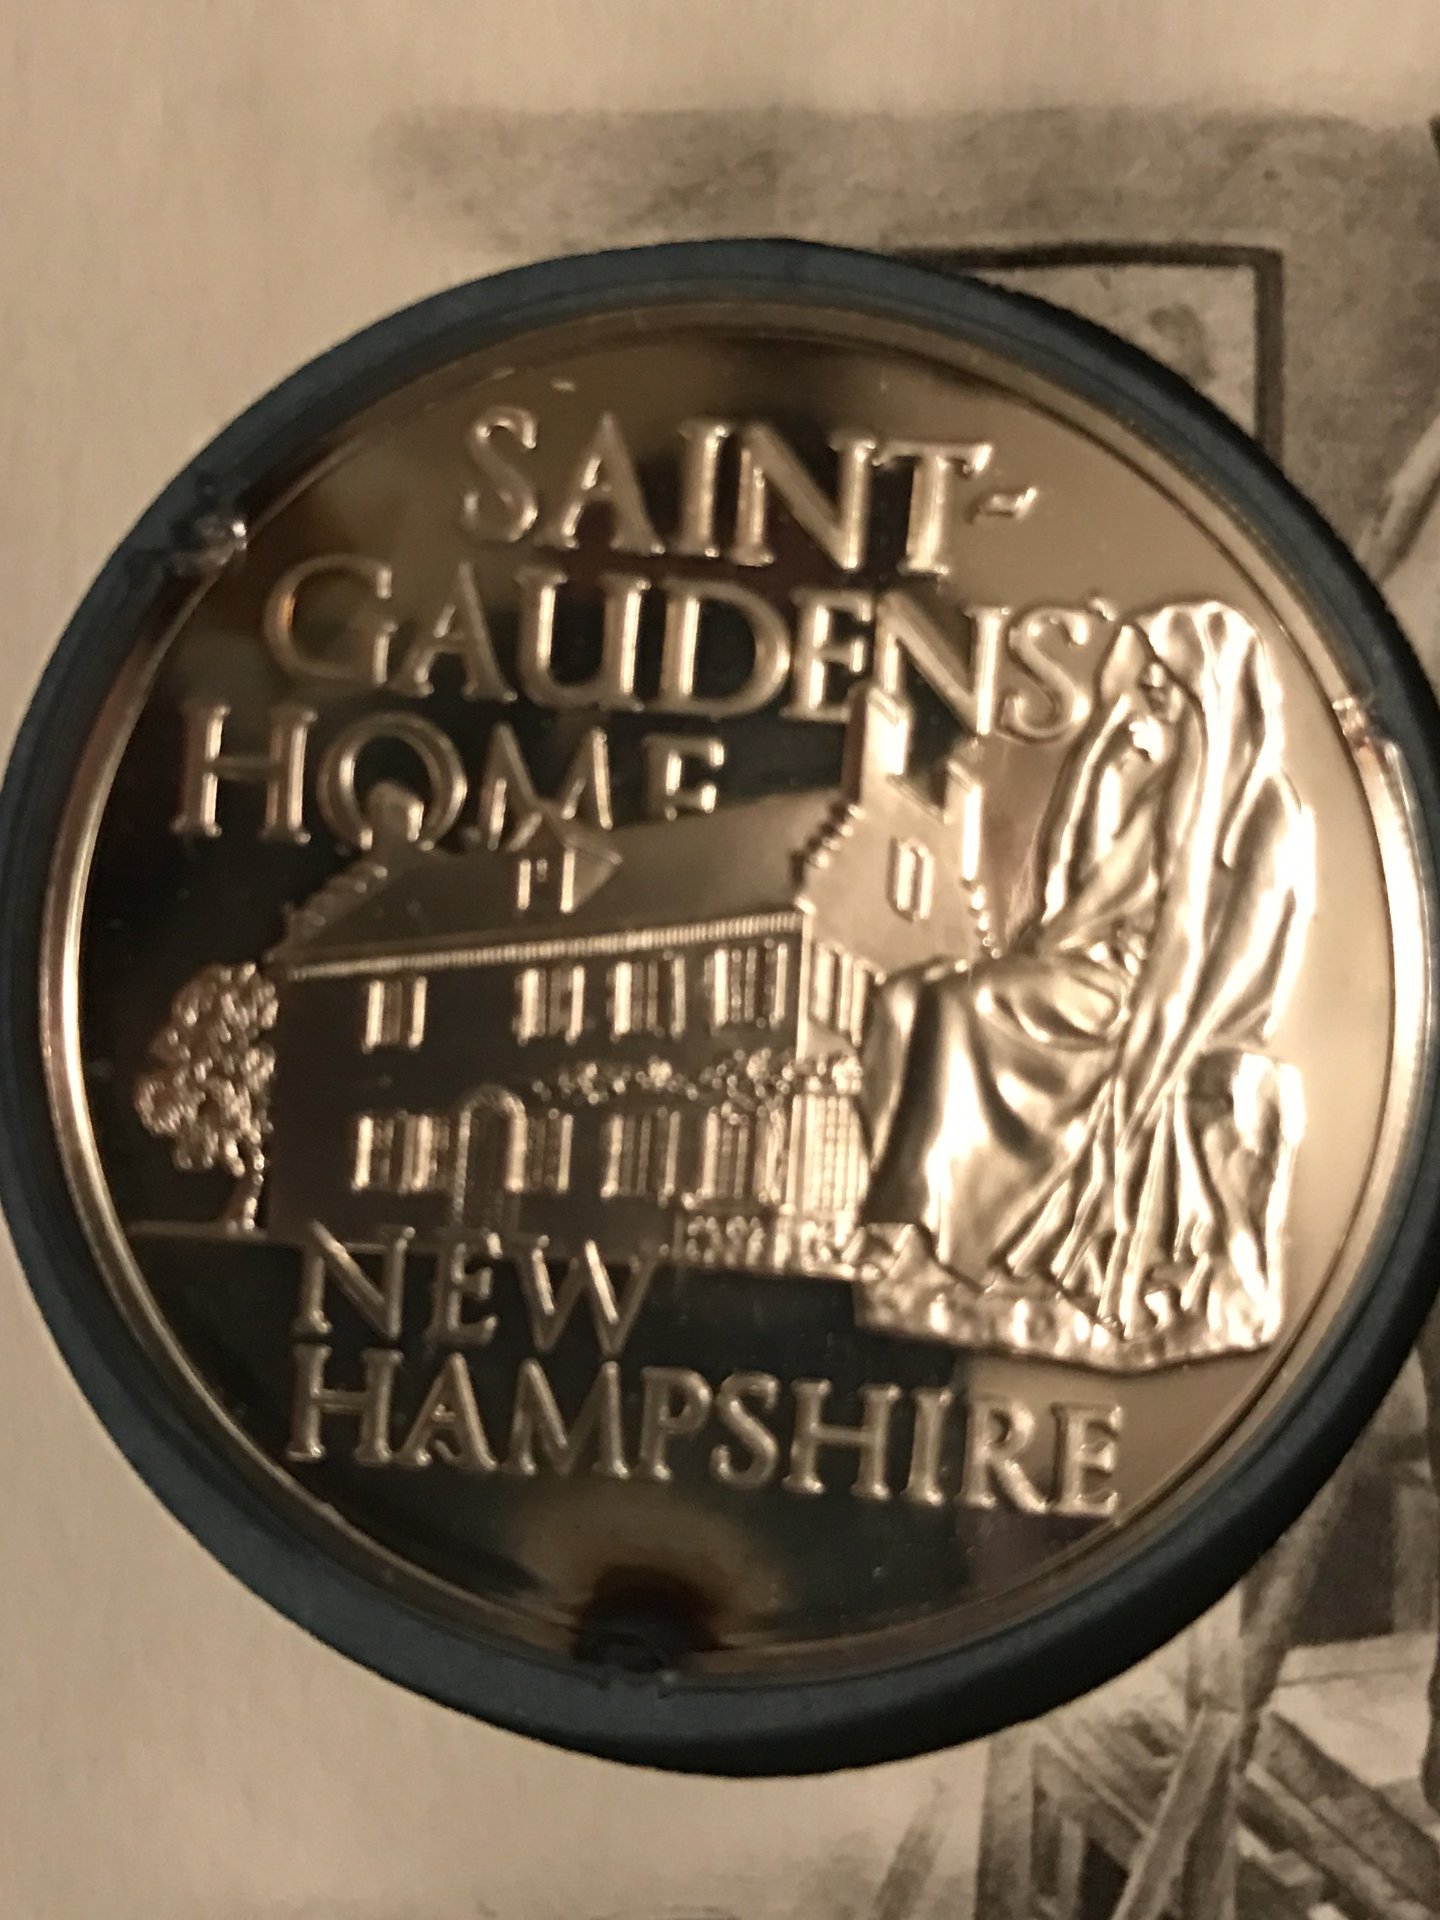 SAINT-
GAUDENS'
HOME
NEW
HAMPSHIRE